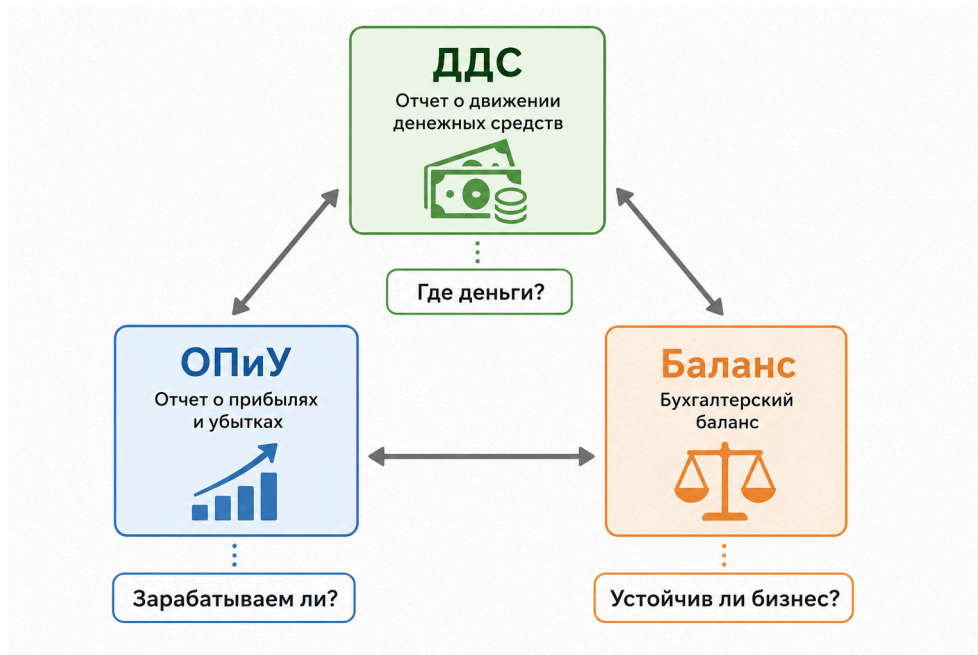 ДДС
Отчет о движении
денежных средств
Где деньги?
ОПиУ
Отчет о прибылях
и убытках
Зарабатываем ли?
Баланс
Бухгалтерский
баланс
Устойчив ли бизнес?